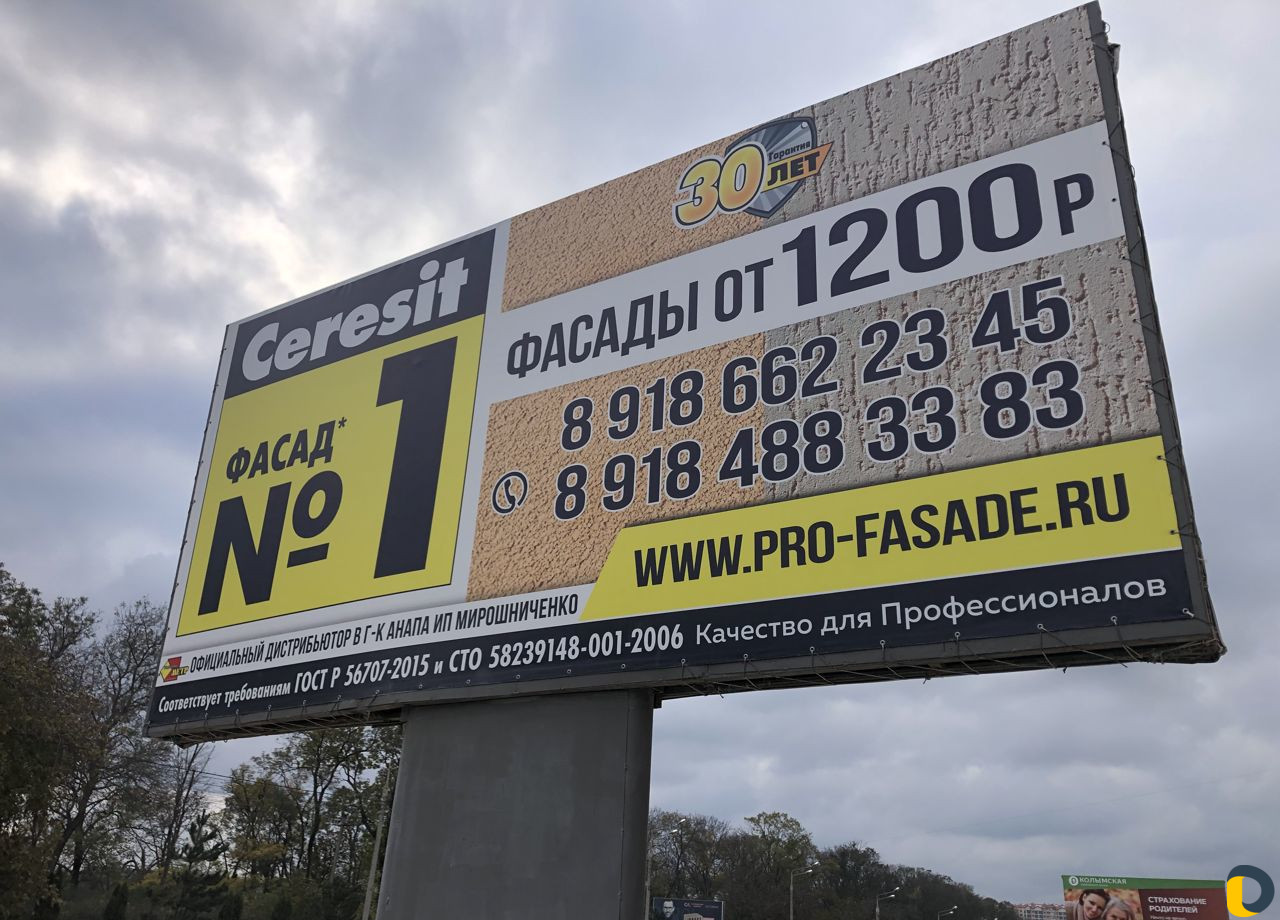 Ceresit
ФАСАД*
№1
30 Гарантия
ЛЕТ
ФАСАДЫ ОТ 1200 Р
8 918 662 23 45
8 918 488 33 83
WWW.PRO-FASADE.RU
ОФИЦИАЛЬНЫЙ ДИСТРИБЬЮТОР В Г-К АНАПА ИП МИРОШНИЧЕНКО
Соответствует требованиям ГОСТ Р 56707-2015 и СТО 58239148-001-2006 Качество для Профессионалов
КОЛЫМСКАЯ
СТРАХОВАНИЕ
РОДИТЕЛЕЙ